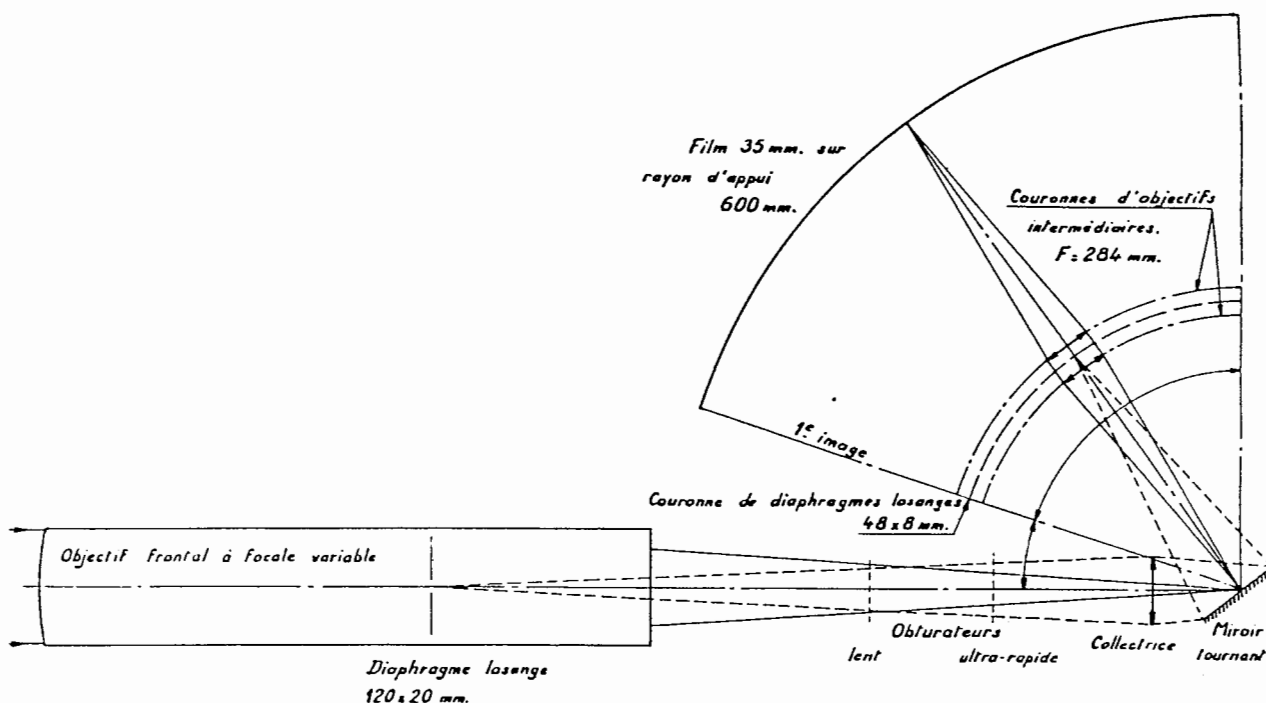 Film 35 mm. sur
rayon d'appui
600 mm.
Couronnes d'objectifs
intermédiaires.
F = 284 mm.
1e image
Couronne de diaphragmes losanges
48 x 8 mm.
Objectif frontal à focale variable
Obturateurs
lent
ultra-rapide
Collectrice
Miroir
tournant
Diaphragme losange
120 x 20 mm.